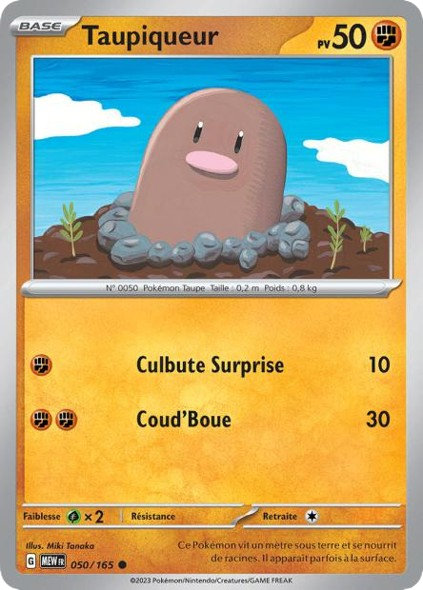 BASE Taupiqueur PV 50
N° 0050 Pokémon Taupe Taille : 0,2 m Poids : 0,8 kg
Culbute Surprise 10
Coud'Boue 30
Faiblesse ×2 Résistance Retraite
Illus. Miki Tanaka
G MEW FR 050/165
Ce Pokémon vit un mètre sous terre et se nourrit
de racines. Il apparaît parfois à la surface.
©2023 Pokémon/Nintendo/Creatures/GAME FREAK